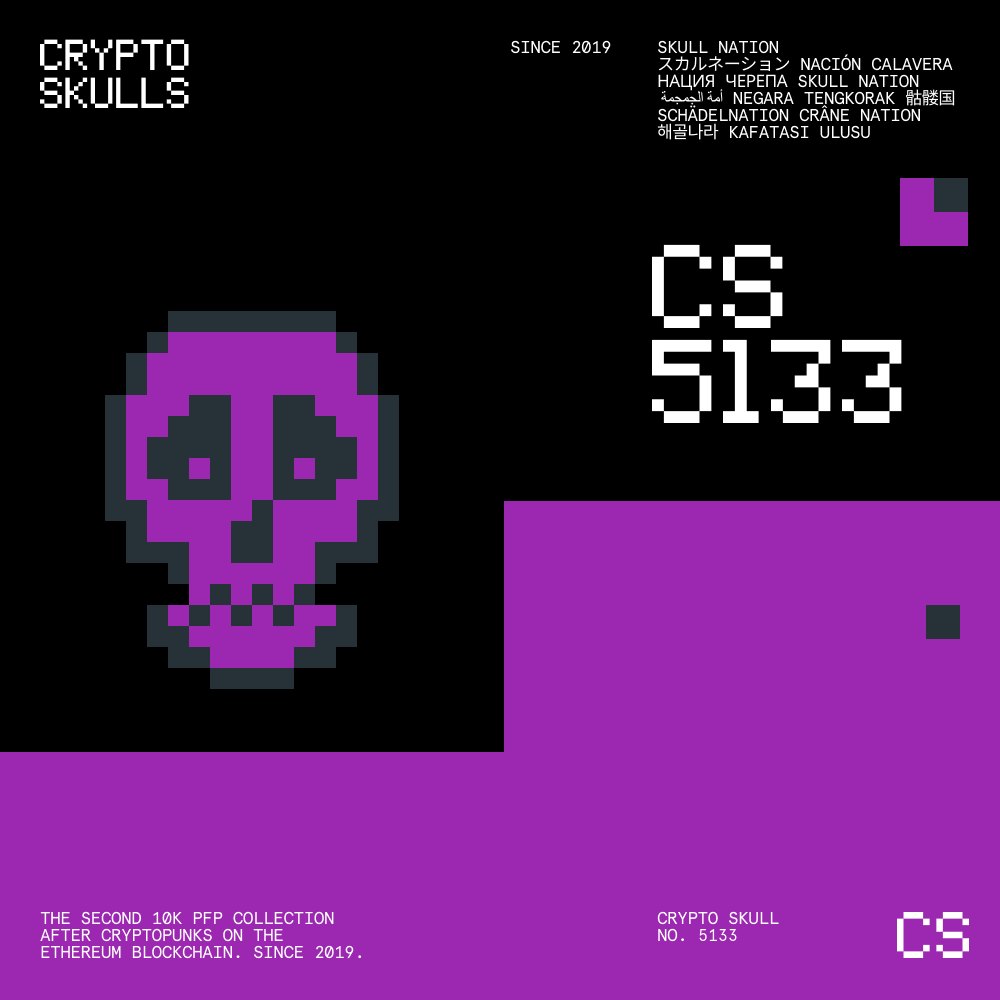 CRYPTO
SKULLS
SINCE 2019
SKULL NATION
スカルネーション NACIÓN CALAVERA
НАЦИЯ ЧЕРЕПА SKULL NATION
أمة الجمجمة NEGARA TENGKORAK 骷髅国
SCHÄDELNATION CRÂNE NATION
해골나라 KAFATASI ULUSU
CS
5133
THE SECOND 10K PFP COLLECTION
AFTER CRYPTOPUNKS ON THE
ETHEREUM BLOCKCHAIN. SINCE 2019.
CRYPTO SKULL
NO. 5133
CS